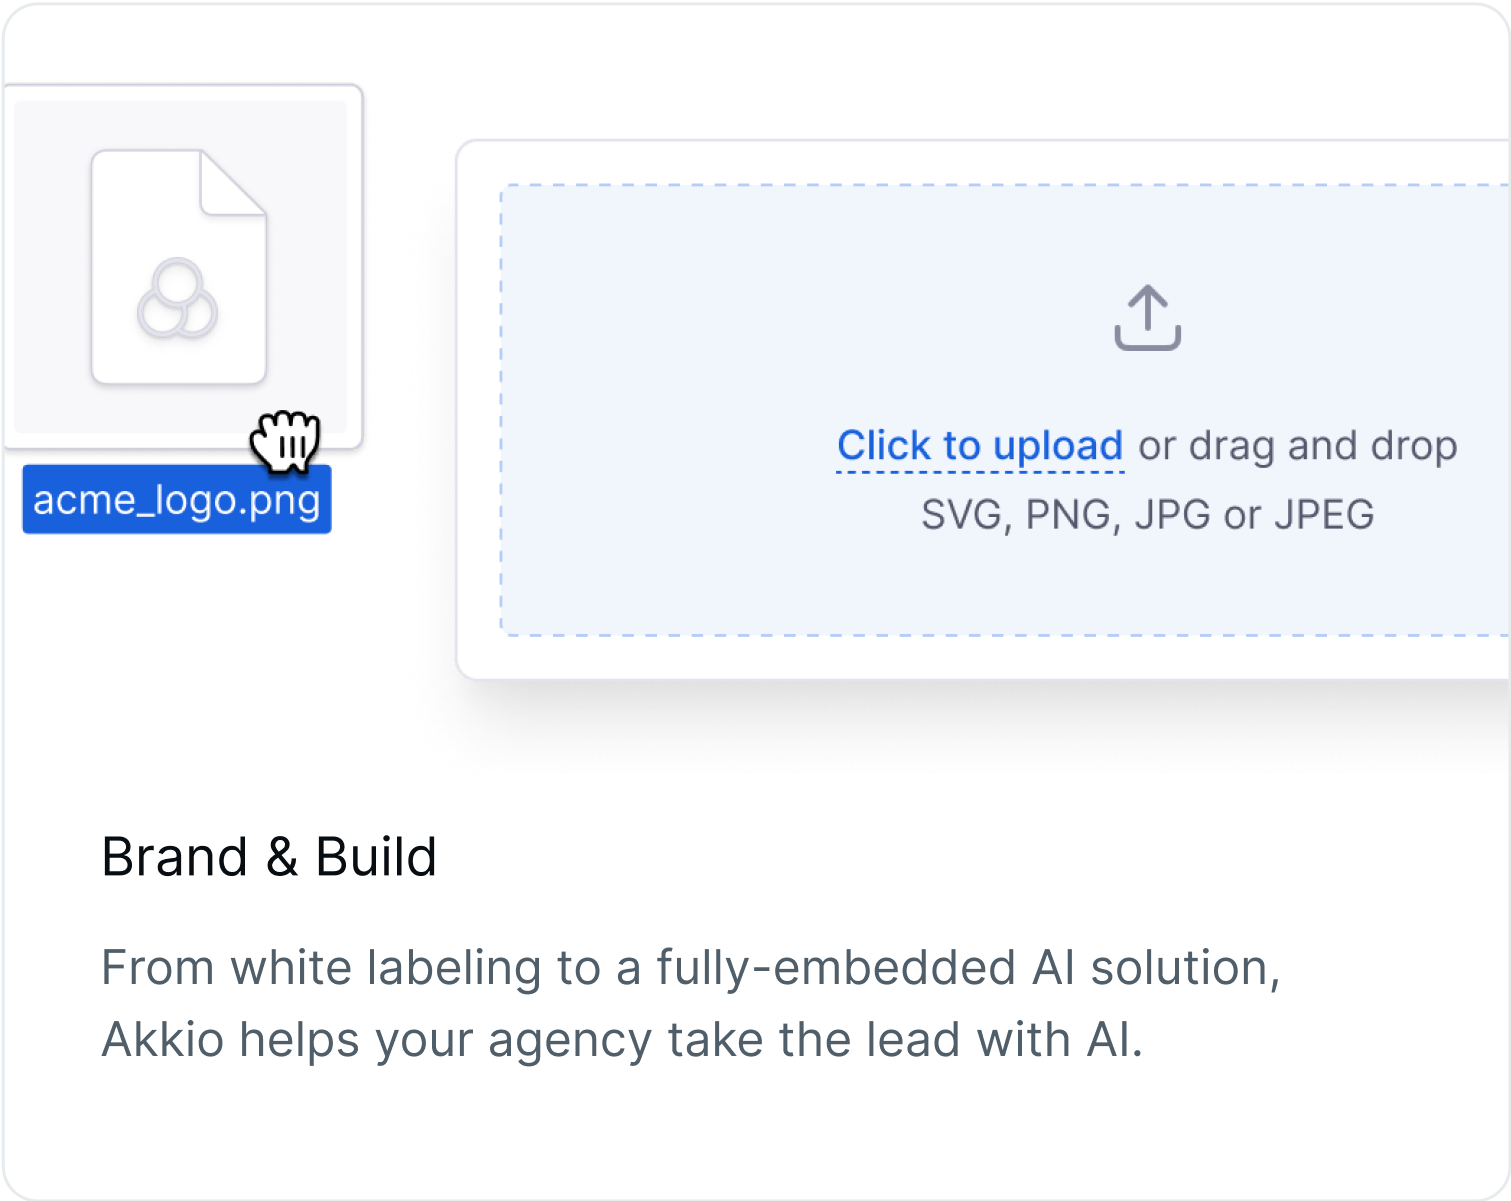 acme_logo.png
Click to upload or drag and drop
SVG, PNG, JPG or JPEG
Brand & Build
From white labeling to a fully-embedded AI solution,
Akkio helps your agency take the lead with AI.